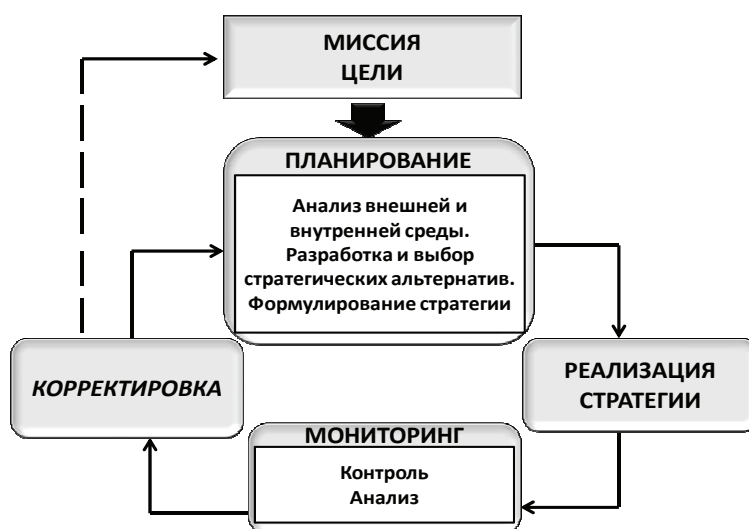 МИССИЯ
ЦЕЛИ
ПЛАНИРОВАНИЕ
Анализ внешней и
внутренней среды.
Разработка и выбор
стратегических альтернатив.
Формулирование стратегии
КОРРЕКТИРОВКА
РЕАЛИЗАЦИЯ
СТРАТЕГИИ
МОНИТОРИНГ
Контроль
Анализ